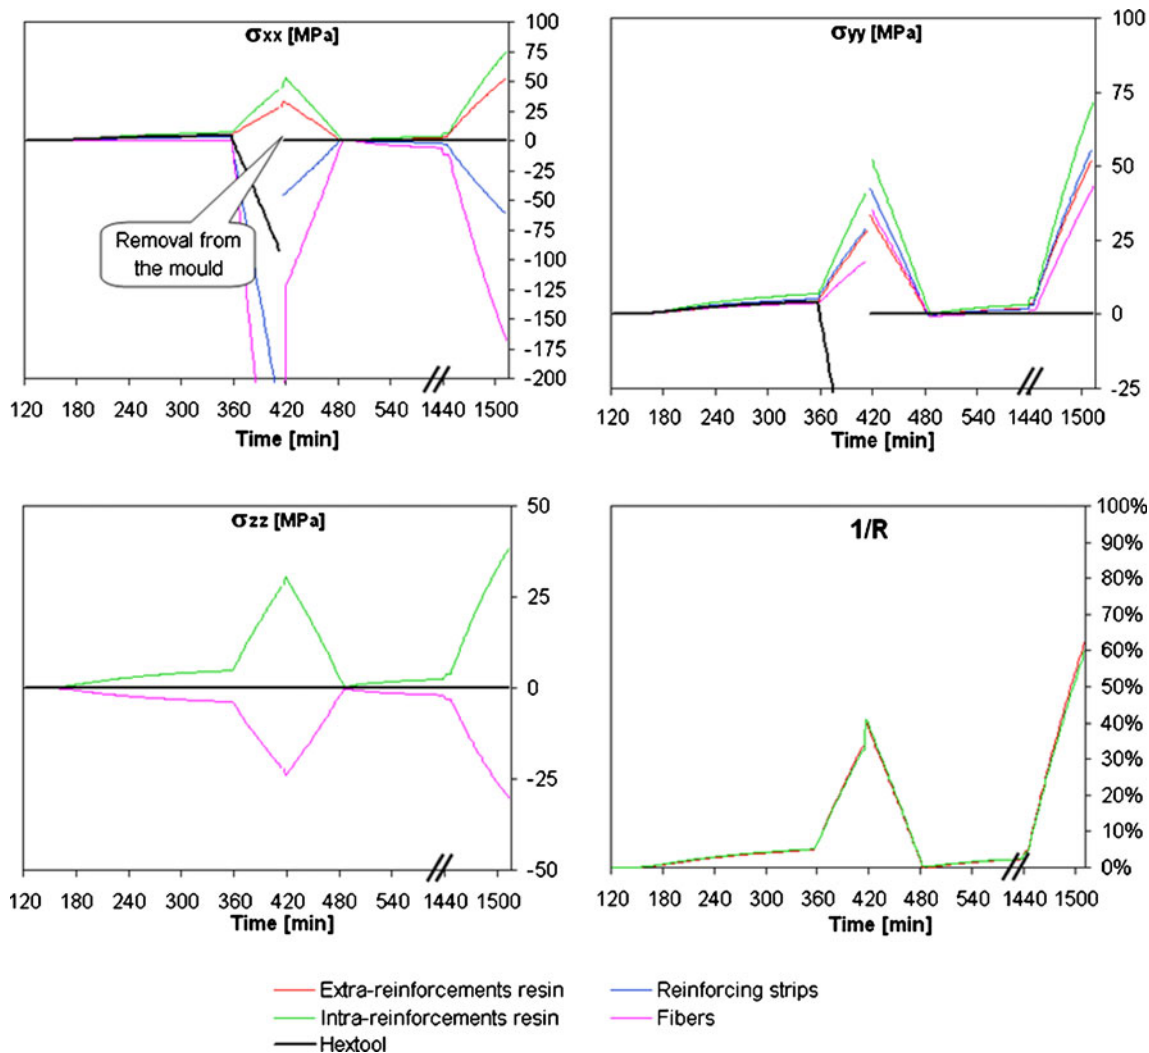 σxx [MPa]
100
75
50
25
0
-25
-50
-75
-100
-125
-150
-175
-200
Removal from
the mould
120 180 240 300 360 420 480 540 1440 1500
Time [min]
σyy [MPa]
100
75
50
25
0
-25
120 180 240 300 360 420 480 540 1440 1500
Time [min]
σzz [MPa]
50
25
0
-25
-50
120 180 240 300 360 420 480 540 1440 1500
Time [min]
1/R
100%
90%
80%
70%
60%
50%
40%
30%
20%
10%
0%
120 180 240 300 360 420 480 540 1440 1500
Time [min]
Extra-reinforcements resin
Reinforcing strips
Intra-reinforcements resin
Fibers
Hextool